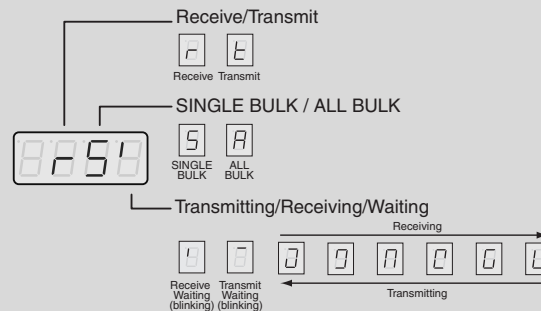 Receive/Transmit
r t
Receive Transmit
SINGLE BULK / ALL BULK
rS'
S A
SINGLE BULK
ALL BULK
Transmitting/Receiving/Waiting
Receiving
Receive Waiting (blinking)
Transmit Waiting (blinking)
Transmitting